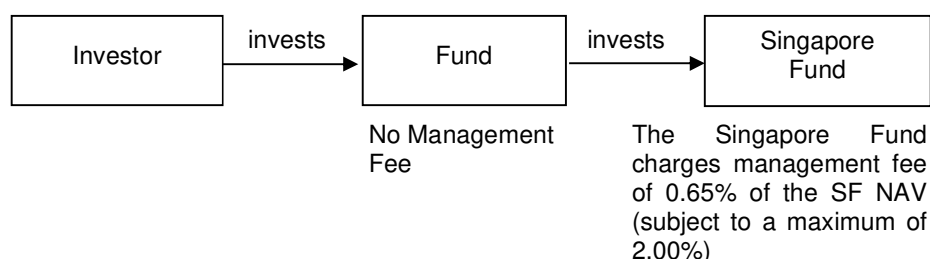 Investor
invests
Fund
invests
Singapore
Fund
No Management
Fee
The Singapore Fund
charges management fee
of 0.65% of the SF NAV
(subject to a maximum of
2.00%)